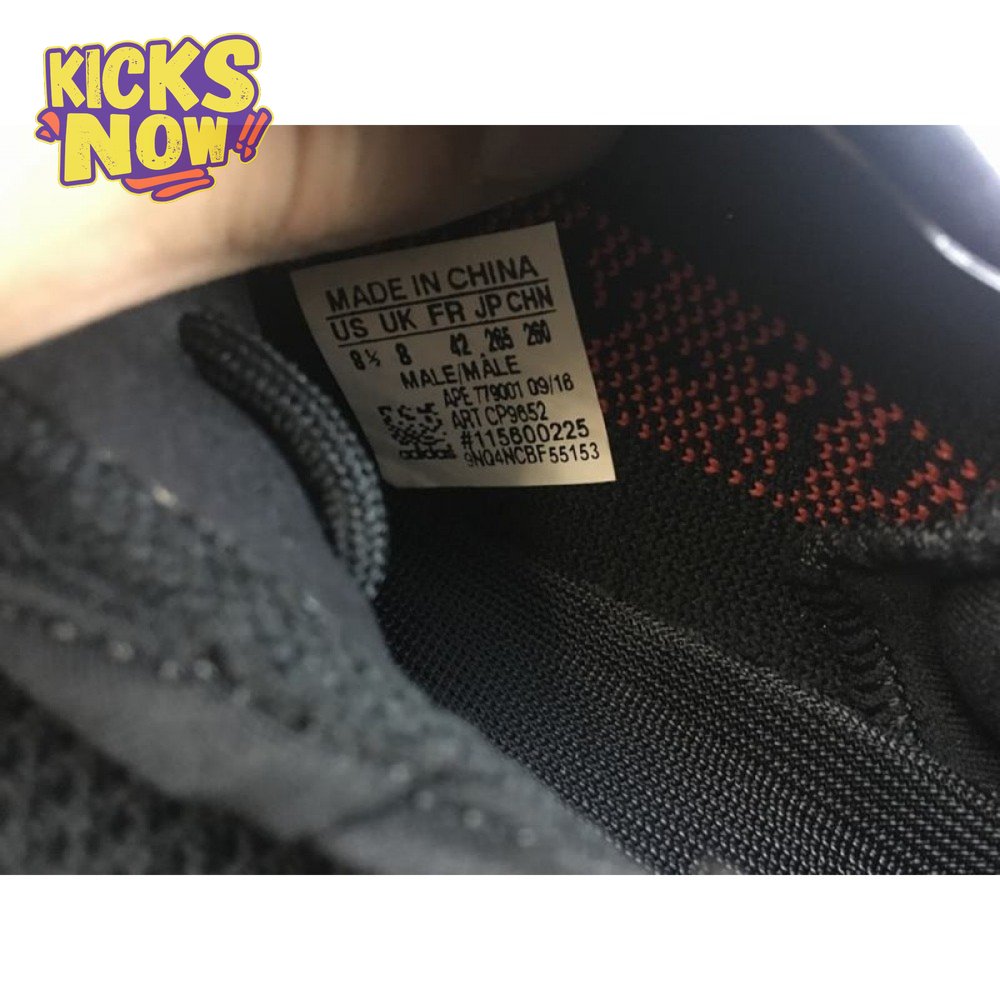 KICKS
NOW!!
MADE IN CHINA
US UK FR JP CHN
8½ 8 42 265 260
MALE/MÂLE
APE 779001 09/16
ART CP9652
#115600225
adidas 9NQ4NCBF55153